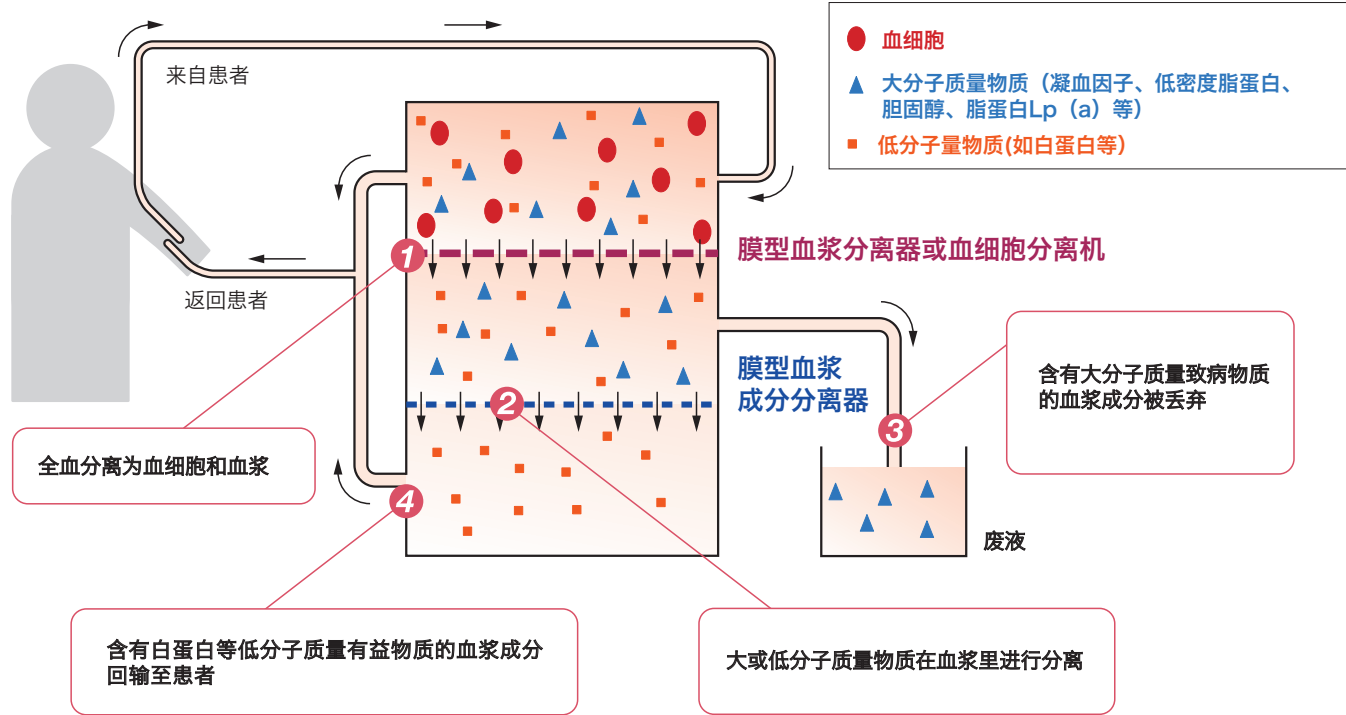 来自患者
血细胞
大分子质量物质（凝血因子、低密度脂蛋白、
胆固醇、脂蛋白Lp（a）等）
低分子量物质(如白蛋白等）
1
膜型血浆分离器或血细胞分离机
返回患者
膜型血浆
成分分离器
2
含有大分子质量致病物质
的血浆成分被丢弃
3
全血分离为血细胞和血浆
4
废液
含有白蛋白等低分子质量有益物质的血浆成分
回输至患者
大或低分子质量物质在血浆里进行分离